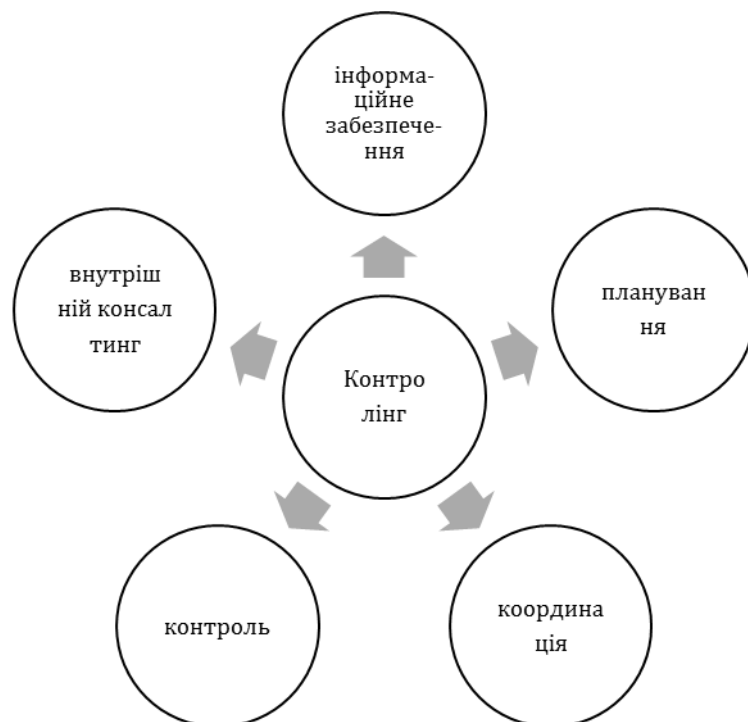 інформа-
ційне
забезпече-
ння
внутріш
ній консал
тинг
плануван
ня
Контро
лінг
контроль
координа
ція